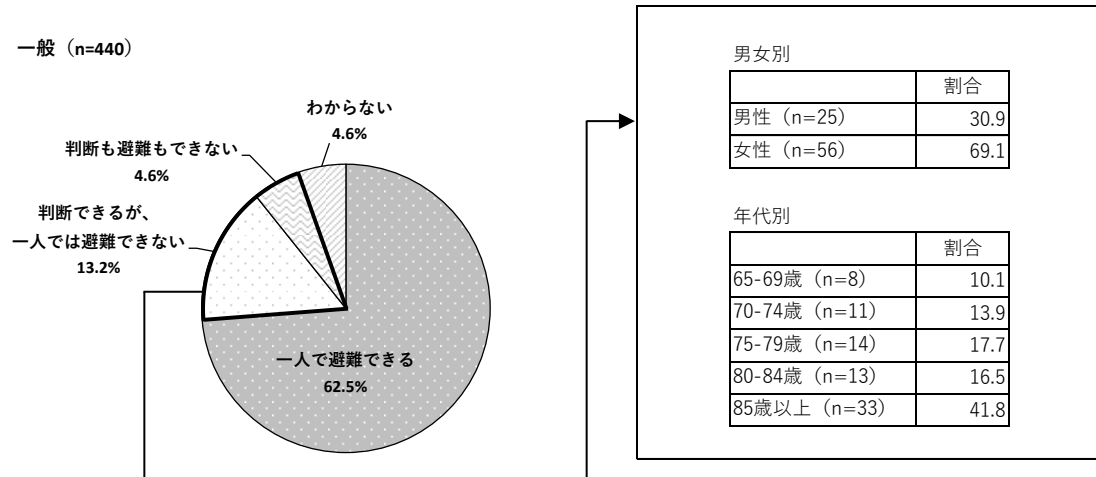 一般（n=440）
わからない
4.6%
判断も避難もできない
4.6%
判断できるが、
一人では避難できない
13.2%
一人で避難できる
62.5%
男女別
割合
男性（n=25） 30.9
女性（n=56） 69.1
年代別
割合
65-69歳（n=8） 10.1
70-74歳（n=11） 13.9
75-79歳（n=14） 17.7
80-84歳（n=13） 16.5
85歳以上（n=33） 41.8